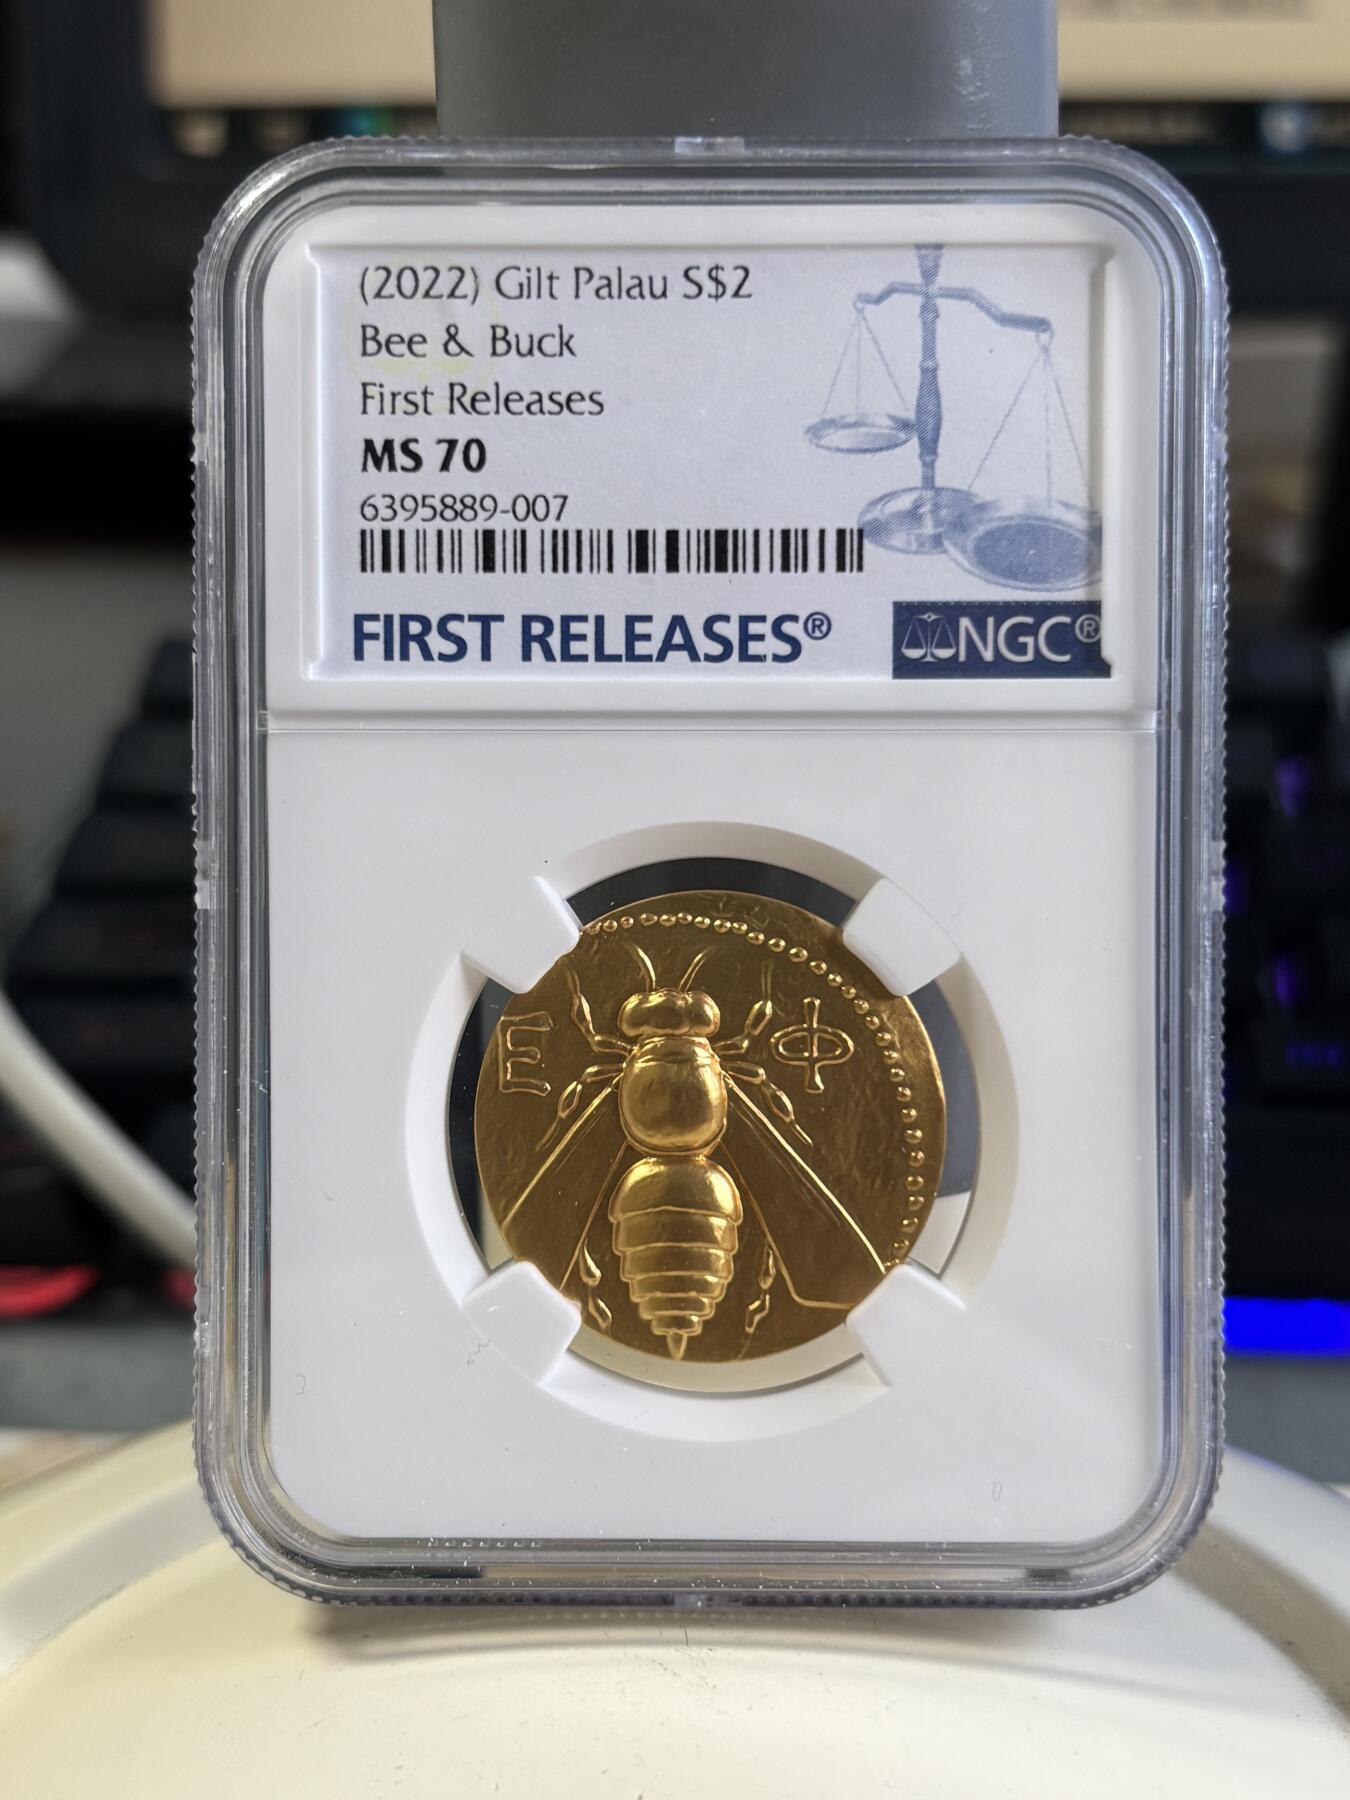 (2022) Gilt Palau S$2
Bee & Buck
First Releases
MS 70
6395889-007
FIRST RELEASES®
NGC®
E Φ